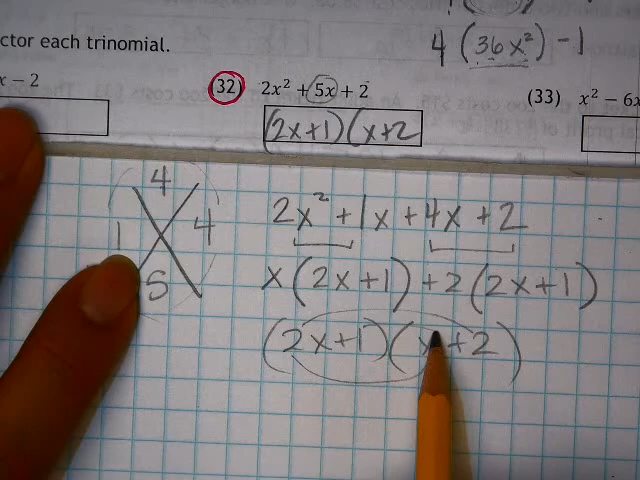 4 (36x²) - 1
ctor each trinomial.
x - 2
(32) 2x² + 5x + 2
(33) x² - 6x
(2x+1)(x+2
4
1 4
5
2x² + 1x + 4x + 2
x(2x+1) + 2(2x+1)
(2x+1)(x+2)